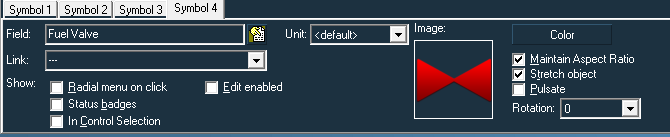 Symbol 1 Symbol 2 Symbol 3 Symbol 4
Field: Fuel Valve Unit: <default> Image: Color
Link: --- Maintain Aspect Ratio
Stretch object
Show: Radial menu on click Edit enabled Pulsate
Status badges Rotation: 0
In Control Selection